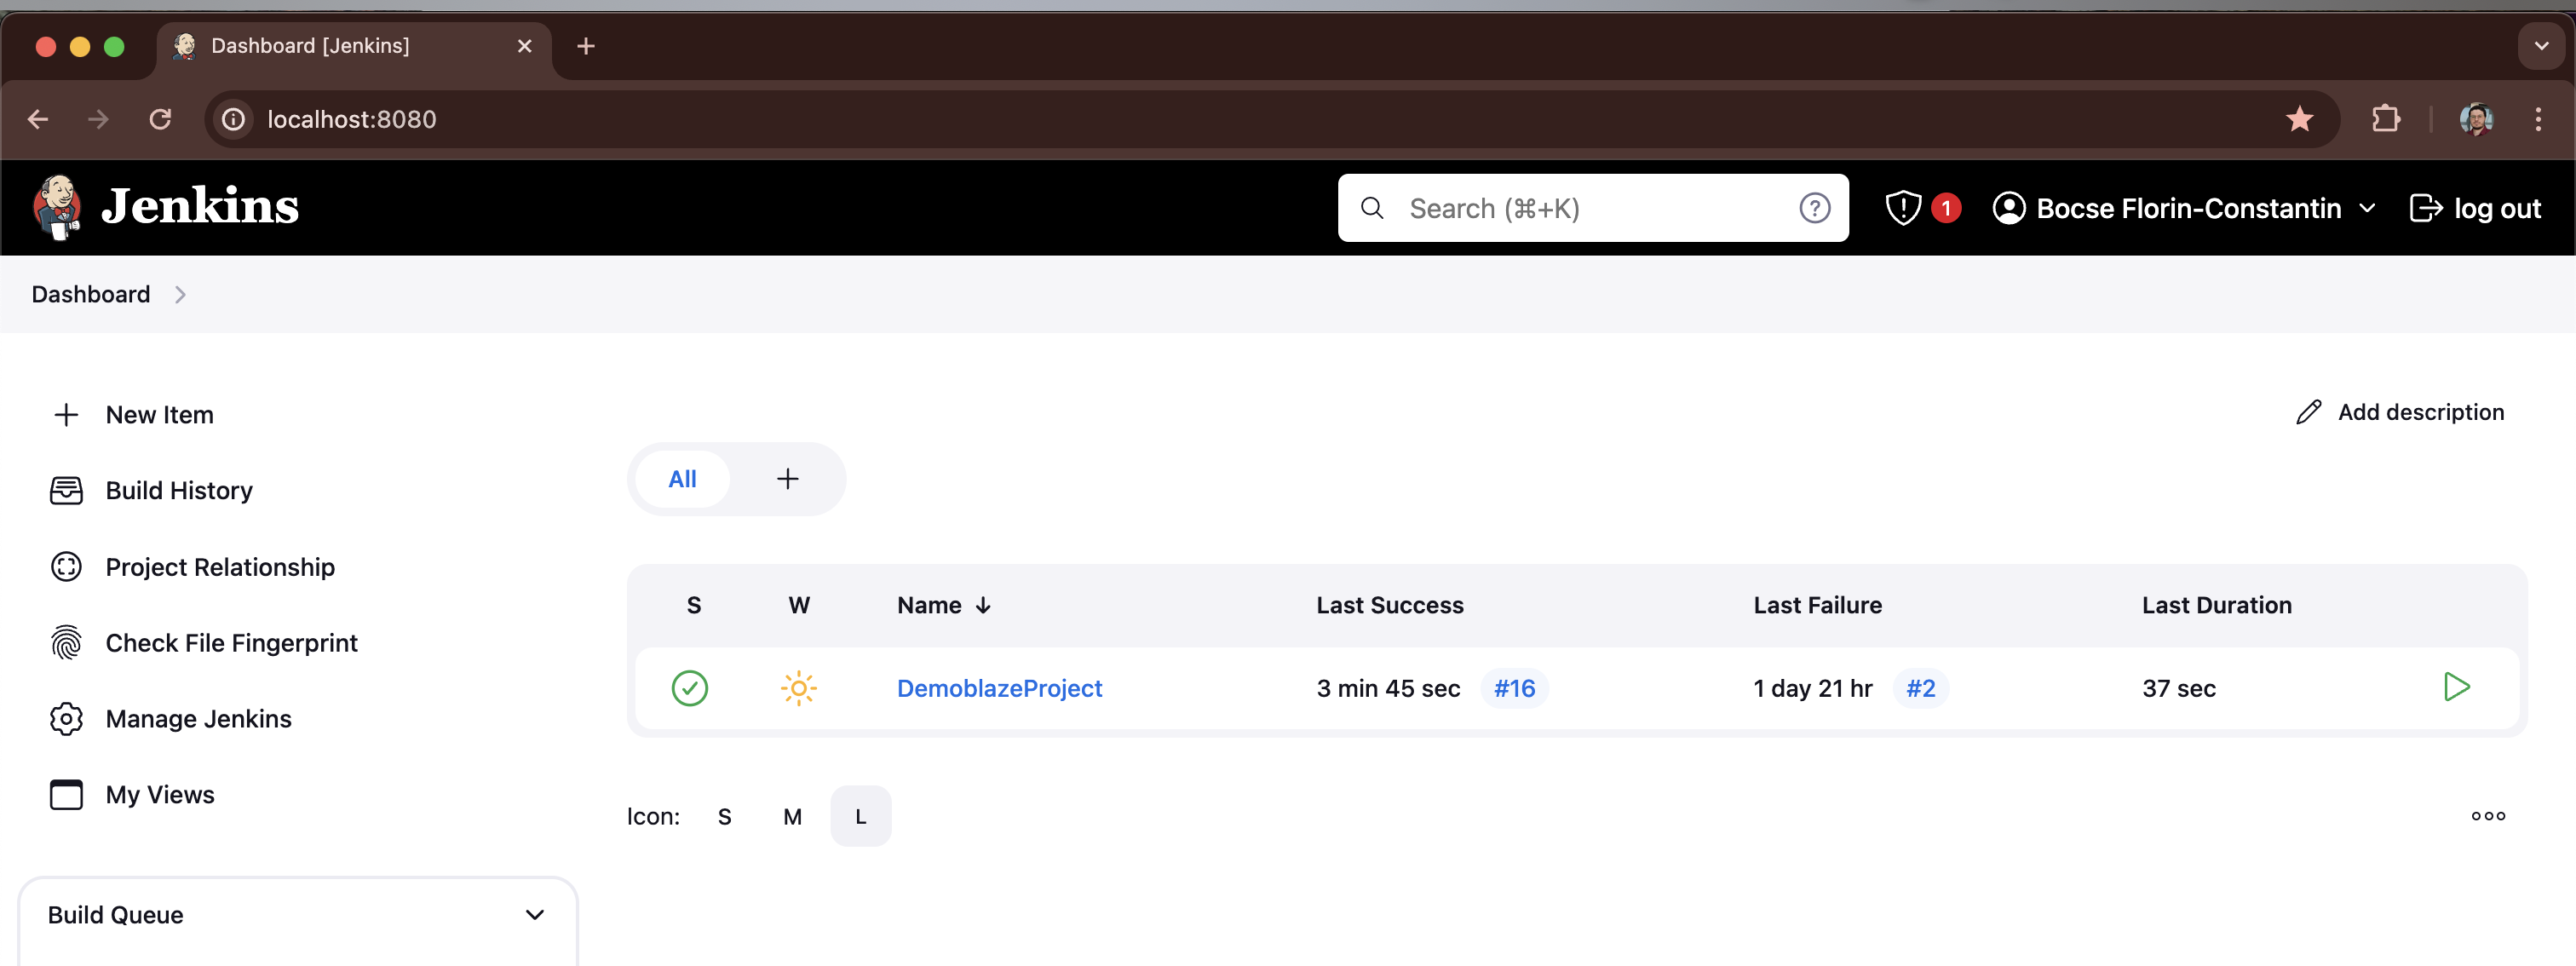 Dashboard [Jenkins]
localhost:8080
Jenkins
Search (⌘+K)
1
Bocse Florin-Constantin
log out
Dashboard
New Item
Build History
Project Relationship
Check File Fingerprint
Manage Jenkins
My Views
Build Queue
Add description
All
S W Name ↓ Last Success Last Failure Last Duration
DemoblazeProject 3 min 45 sec #16 1 day 21 hr #2 37 sec
Icon: S M L